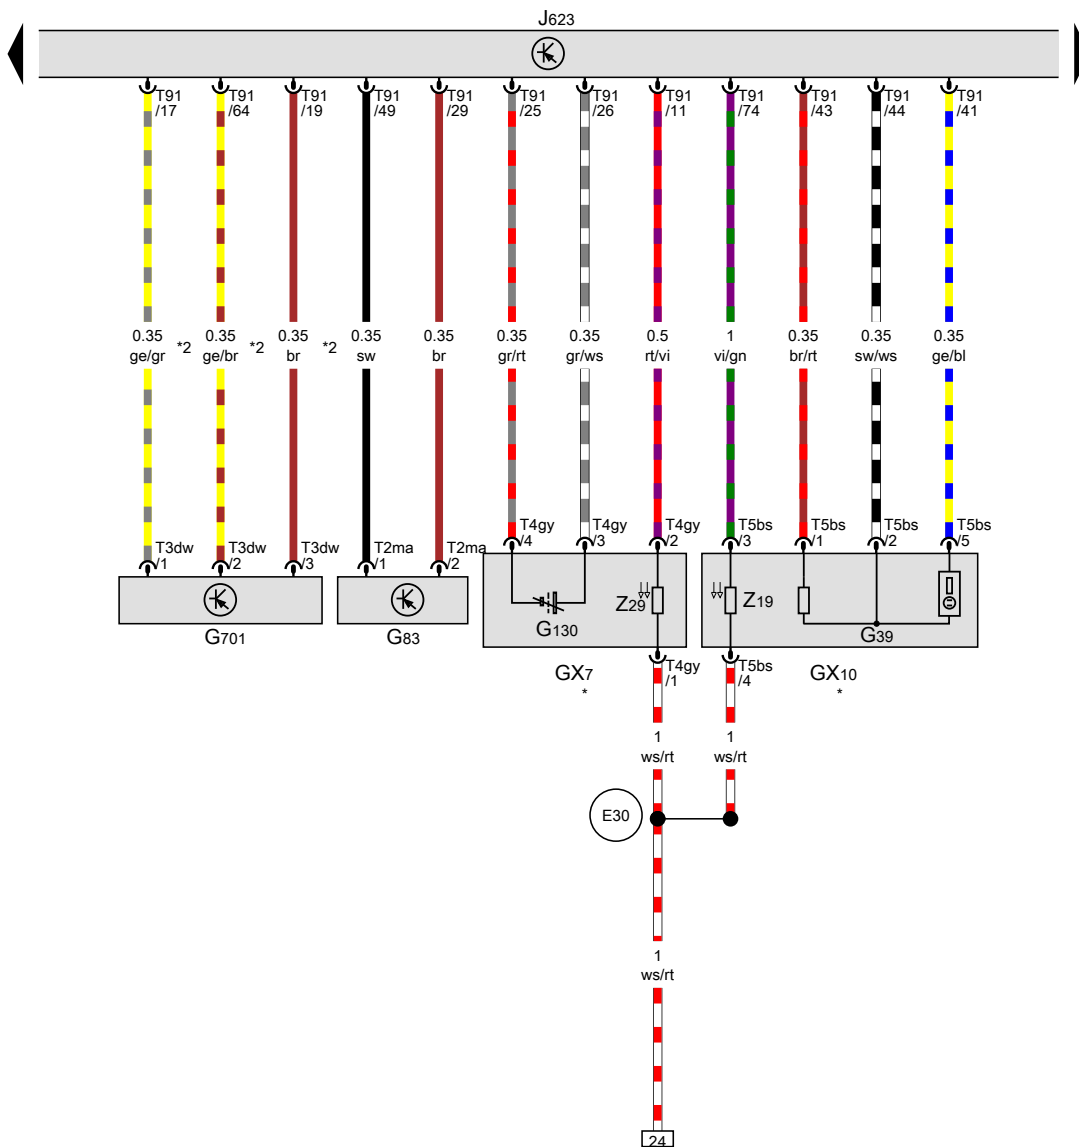 J623
T91 T91 T91 T91 T91 T91 T91 T91 T91 T91 T91 T91
/17 /64 /19 /49 /29 /25 /26 /11 /74 /43 /44 /41
0.35 0.35 0.35 0.35 0.35 0.35 0.35 0.5 1 0.35 0.35 0.35
ge/gr *2 ge/br *2 br *2 sw br gr/rt gr/ws rt/vi vi/gn br/rt sw/ws ge/bl
T4gy T4gy T4gy T5bs T5bs T5bs T5bs
/4 /3 /2 /3 /1 /2 /5
T3dw T3dw T3dw T2ma T2ma
/1 /2 /3 /1 /2
Z29 Z19
G701 G83 G130 G39
GX7 T4gy T5bs GX10
* /1 /4 *
1 1
ws/rt ws/rt
E30
1
ws/rt
24